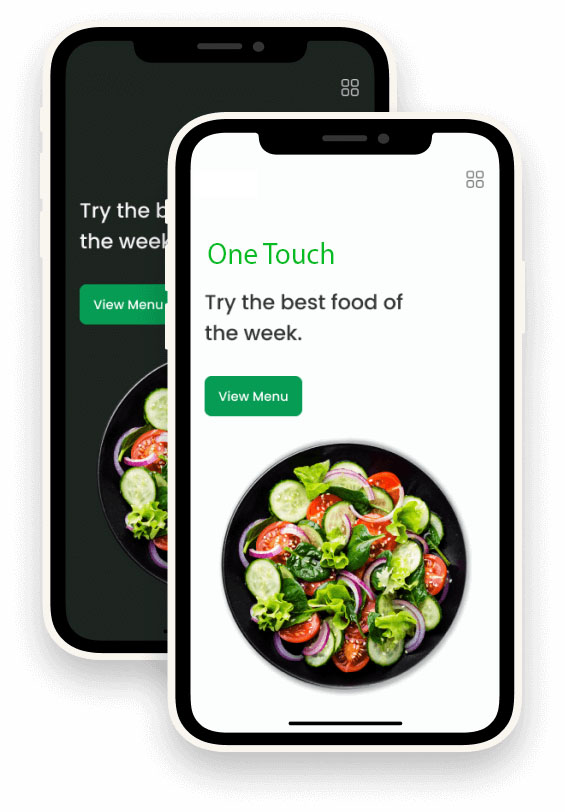 Try the b
the week
View Menu
One Touch
Try the best food of
the week.
View Menu